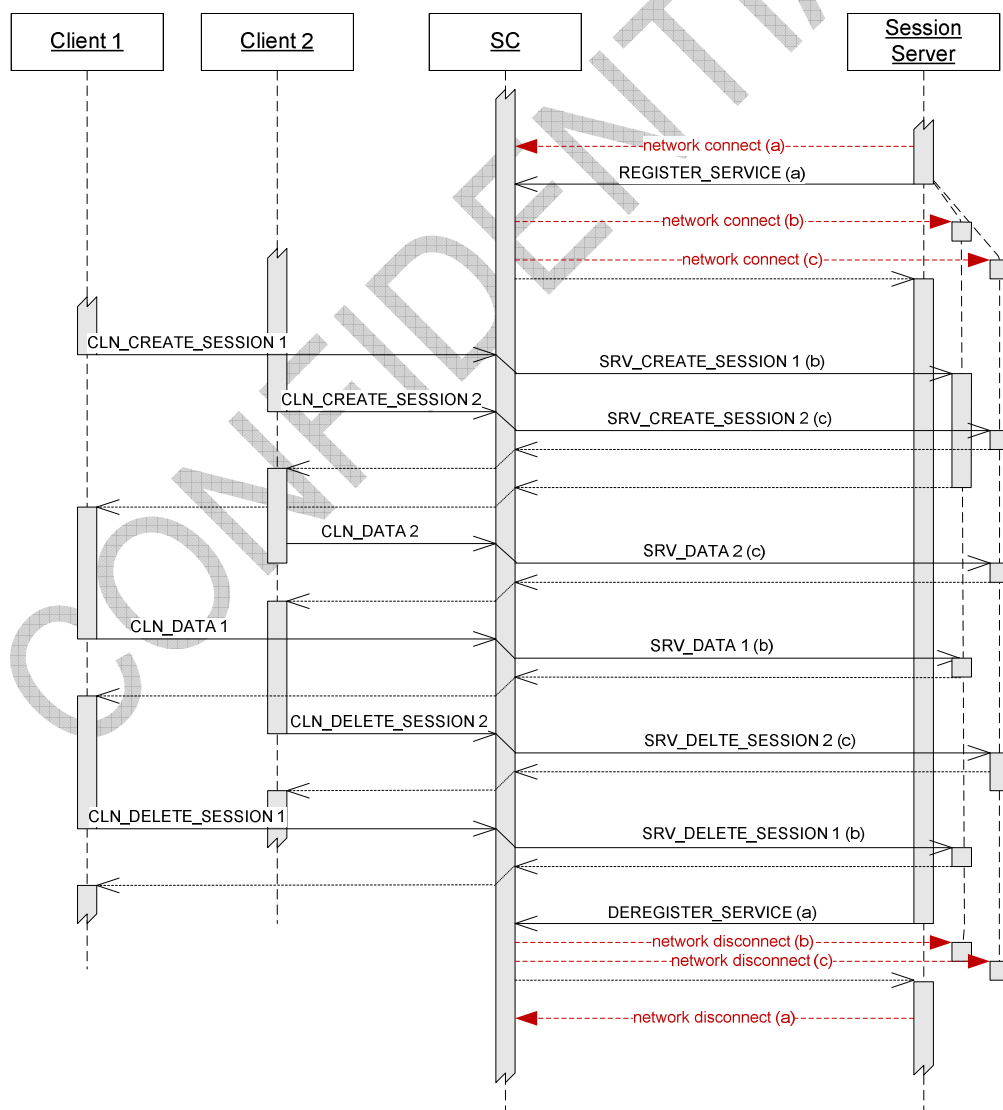 Client 1
Client 2
SC
Session
Server
network connect (a)
REGISTER_SERVICE (a)
network connect (b)
network connect (c)
CLN_CREATE_SESSION 1
SRV_CREATE_SESSION 1 (b)
CLN_CREATE_SESSION 2
SRV_CREATE_SESSION 2 (c)
CLN_DATA 2
SRV_DATA 2 (c)
CLN_DATA 1
SRV_DATA 1 (b)
CLN_DELETE_SESSION 2
SRV_DELTE_SESSION 2 (c)
CLN_DELETE_SESSION 1
SRV_DELETE_SESSION 1 (b)
DEREGISTER_SERVICE (a)
network disconnect (b)
network disconnect (c)
network disconnect (a)
CONFIDENTIA